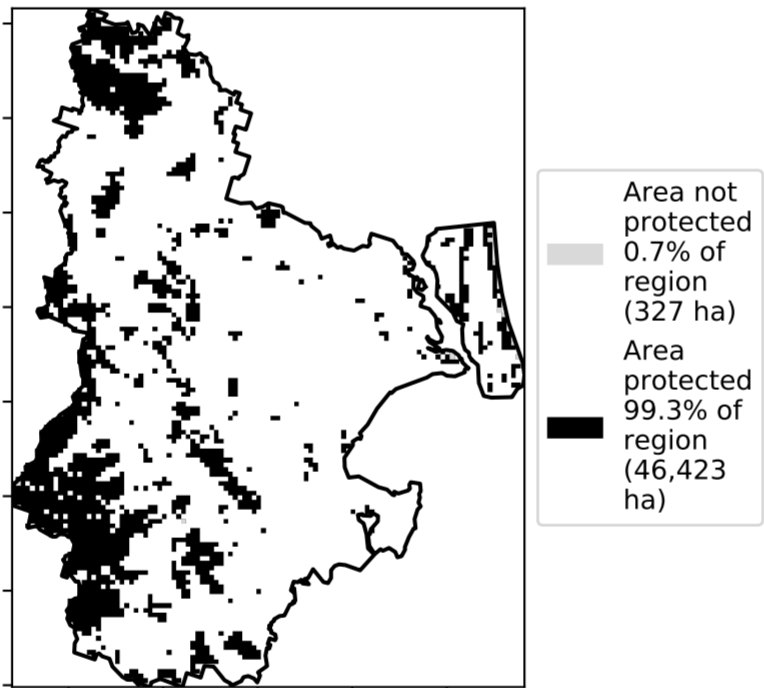 Area not
protected
0.7% of
region
(327 ha)
Area
protected
99.3% of
region
(46,423
ha)